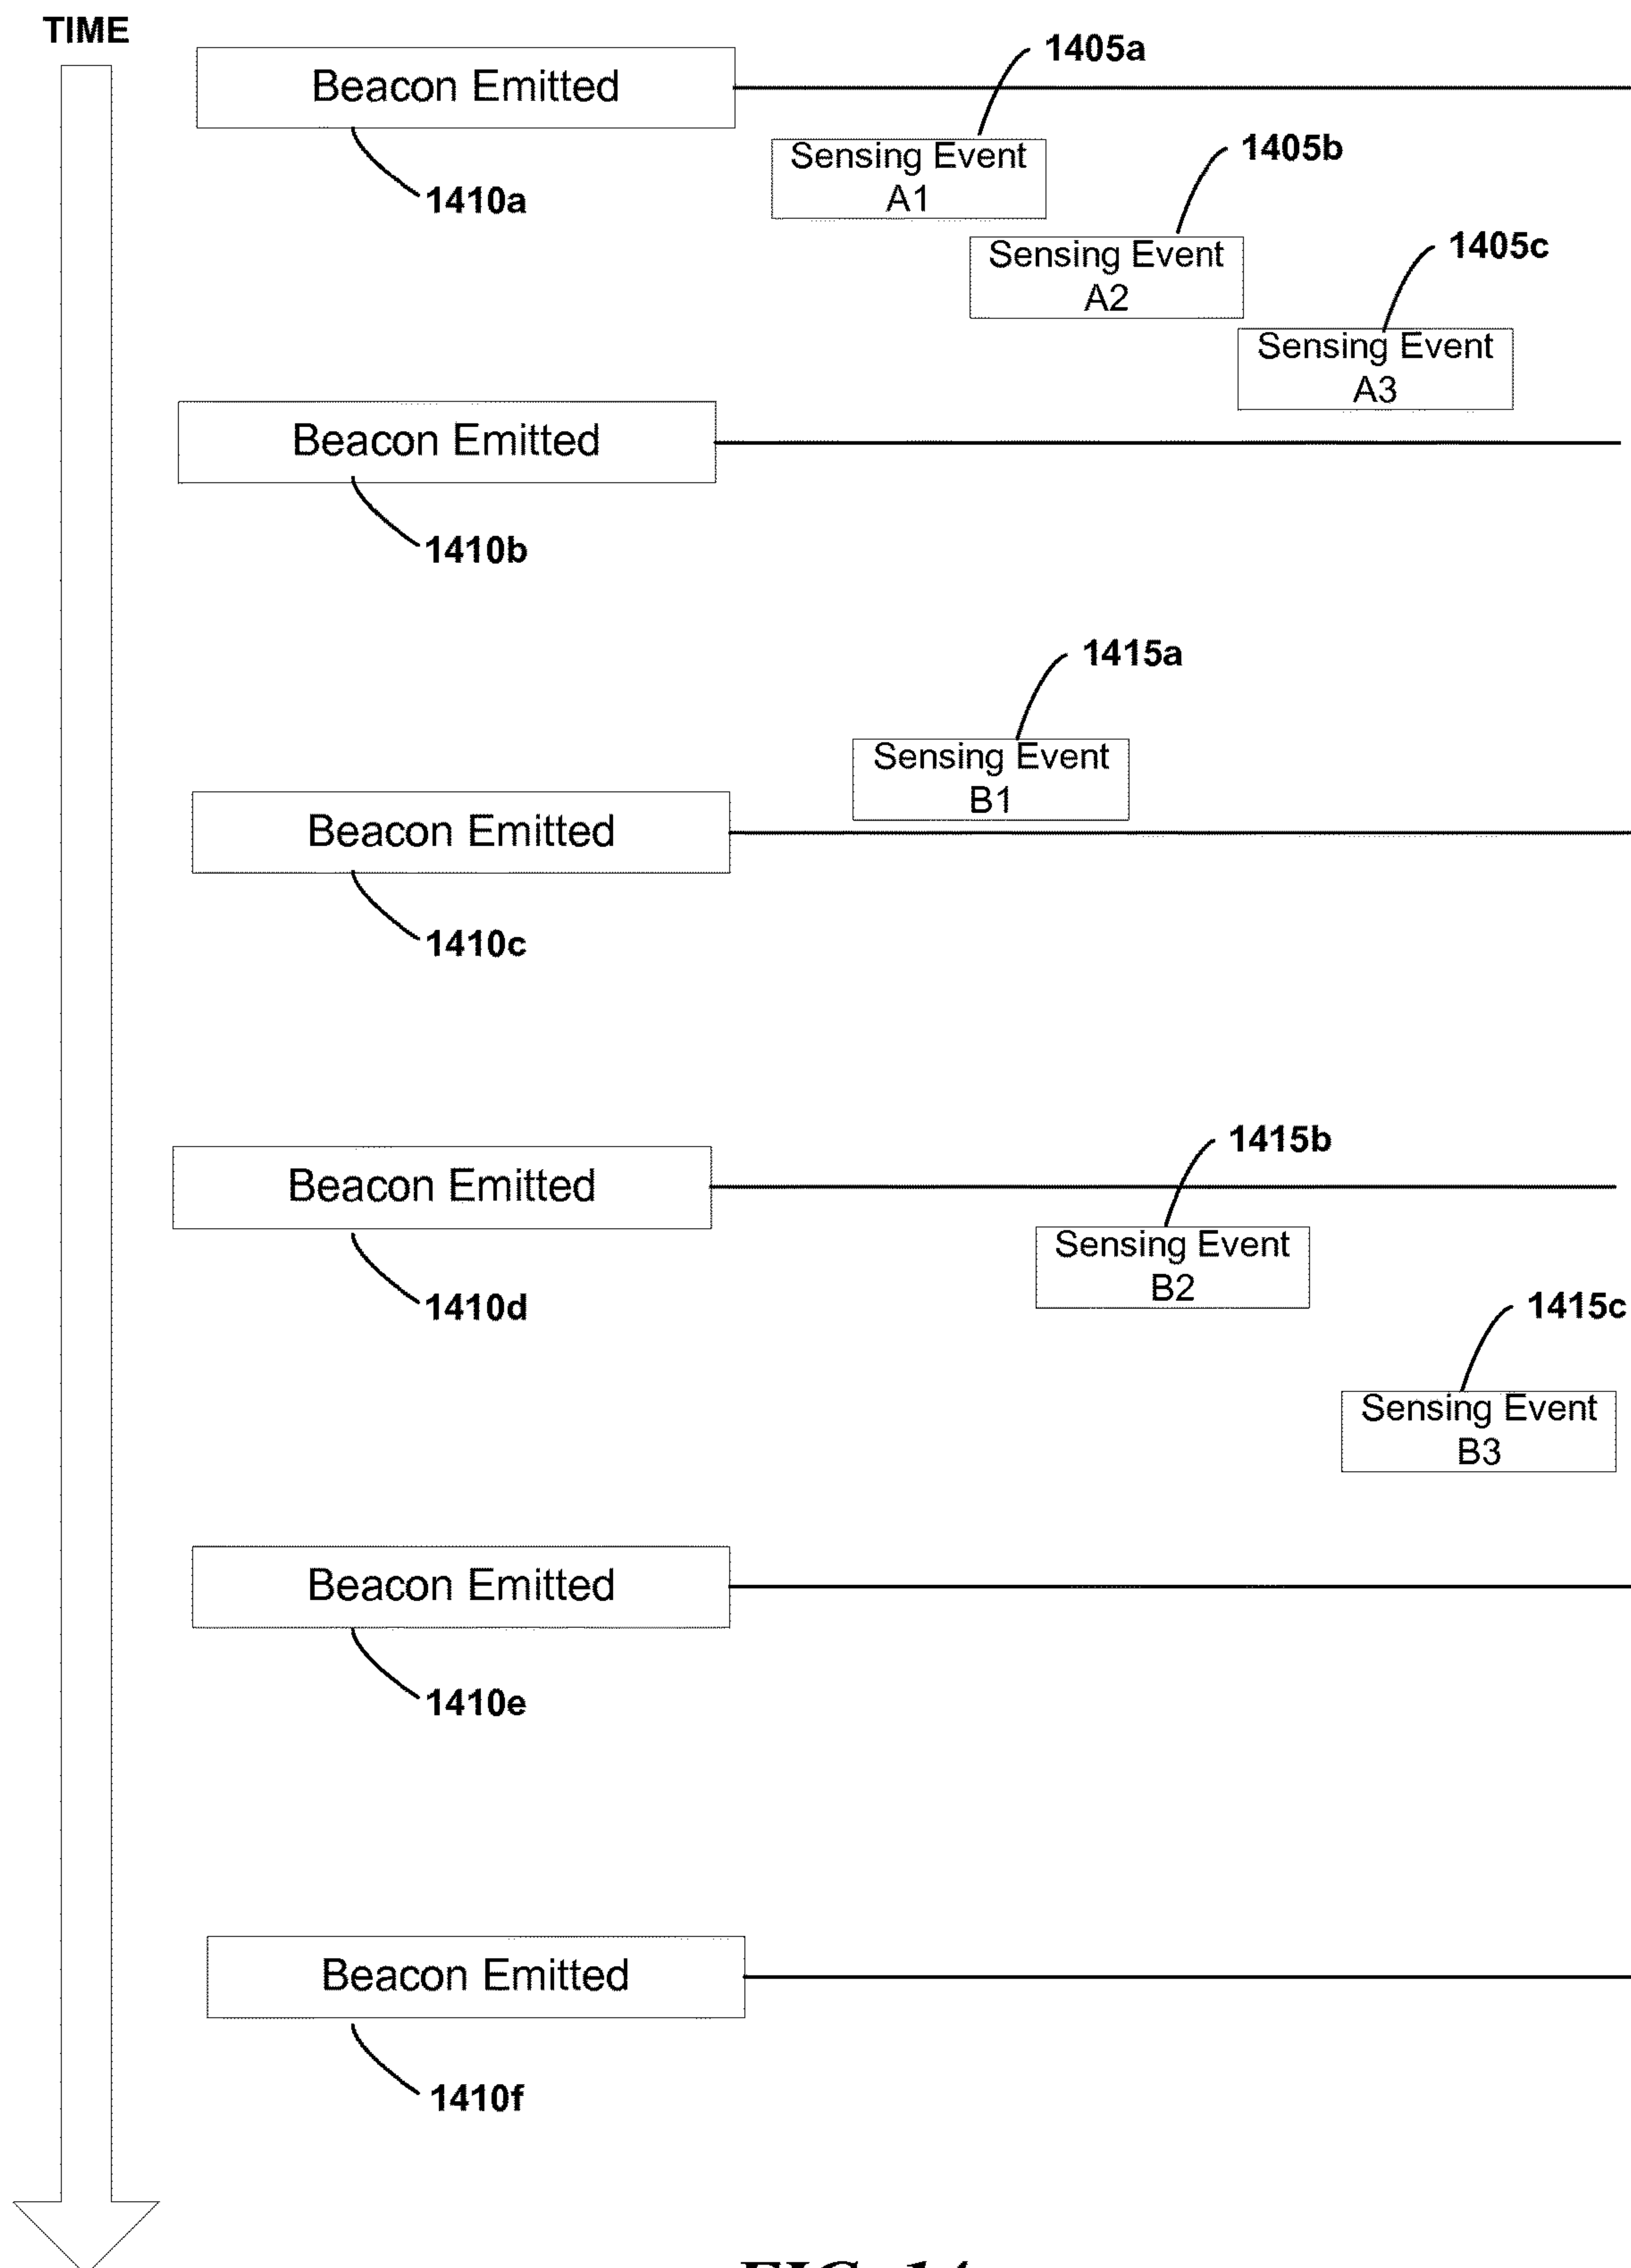 TIME
Beacon Emitted
1405a
Sensing Event
A1
1410a
1405b
Sensing Event
A2
1405c
Sensing Event
A3
Beacon Emitted
1410b
1415a
Sensing Event
B1
Beacon Emitted
1410c
1415b
Beacon Emitted
Sensing Event
B2
1410d
1415c
Sensing Event
B3
Beacon Emitted
1410e
Beacon Emitted
1410f